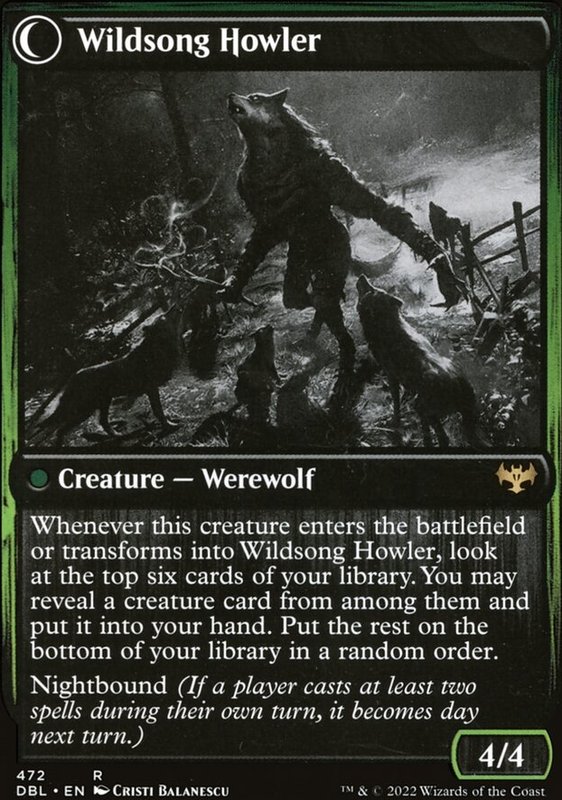 Wildsong Howler
Creature — Werewolf
Whenever this creature enters the battlefield
or transforms into Wildsong Howler, look
at the top six cards of your library. You may
reveal a creature card from among them and
put it into your hand. Put the rest on the
bottom of your library in a random order.
Nightbound (If a player casts at least two
spells during their own turn, it becomes day
next turn.)
4/4
472 R
DBL • EN Cristi Balanescu
™ & © 2022 Wizards of the Coast